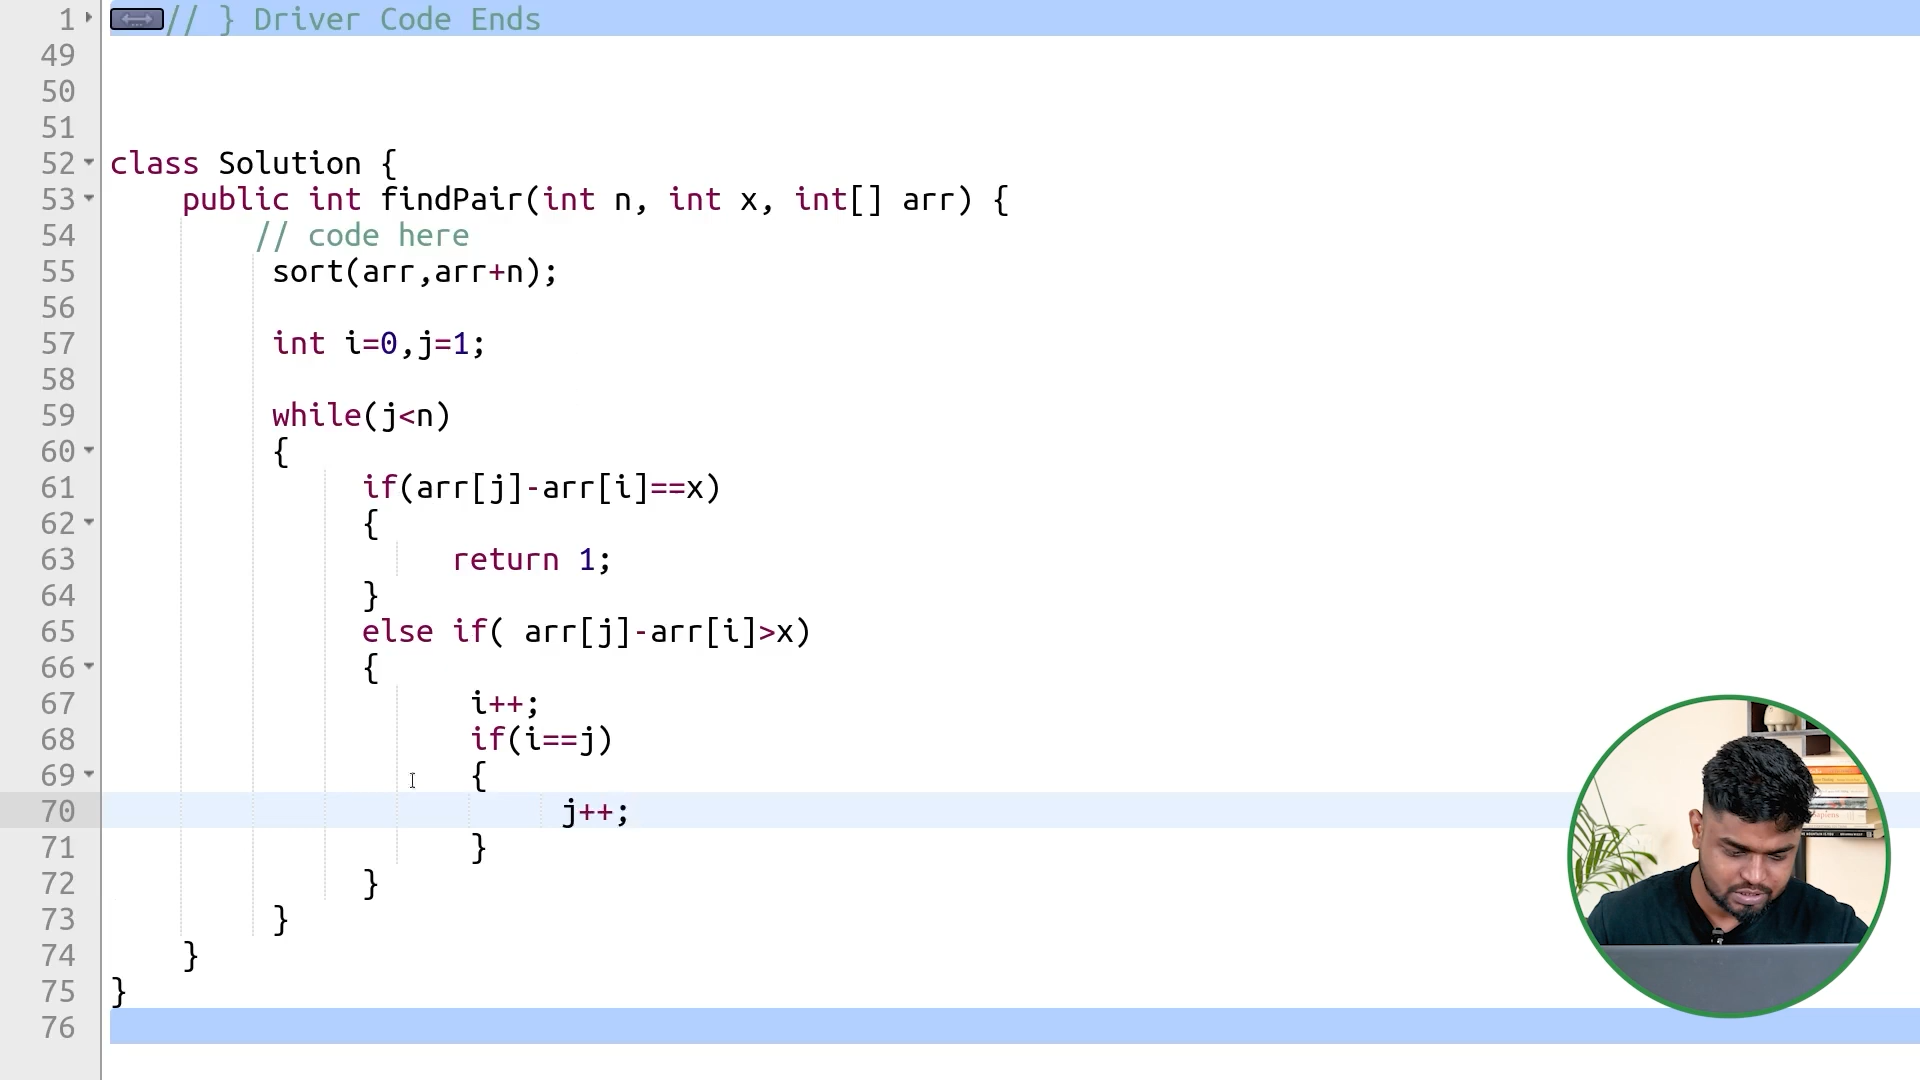 1 // } Driver Code Ends
49
50
51
52 class Solution {
53 public int findPair(int n, int x, int[] arr) {
54 // code here
55 sort(arr,arr+n);
56
57 int i=0,j=1;
58
59 while(j<n)
60 {
61 if(arr[j]-arr[i]==x)
62 {
63 return 1;
64 }
65 else if( arr[j]-arr[i]>x)
66 {
67 i++;
68 if(i==j)
69 {
70 j++;
71 }
72 }
73 }
74 }
75 }
76